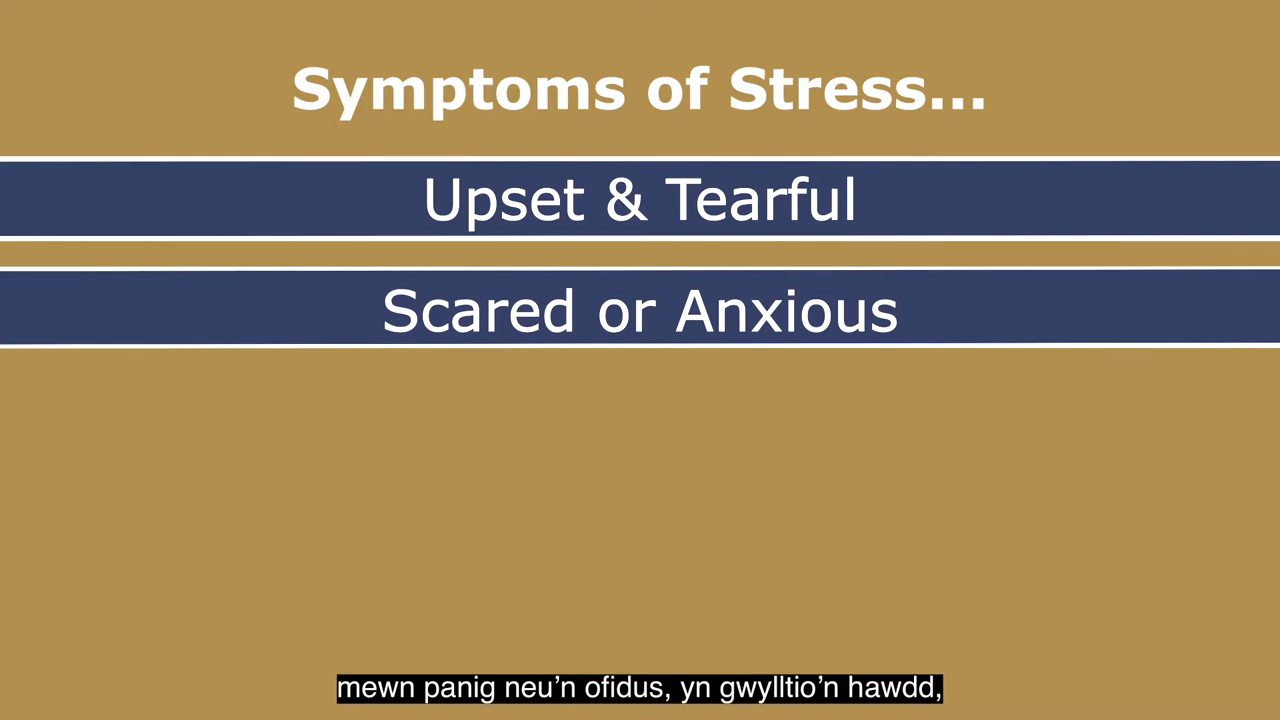 Symptoms of Stress...
Upset & Tearful
Scared or Anxious
mewn panig neu’n ofidus, yn gwylltio’n hawdd,